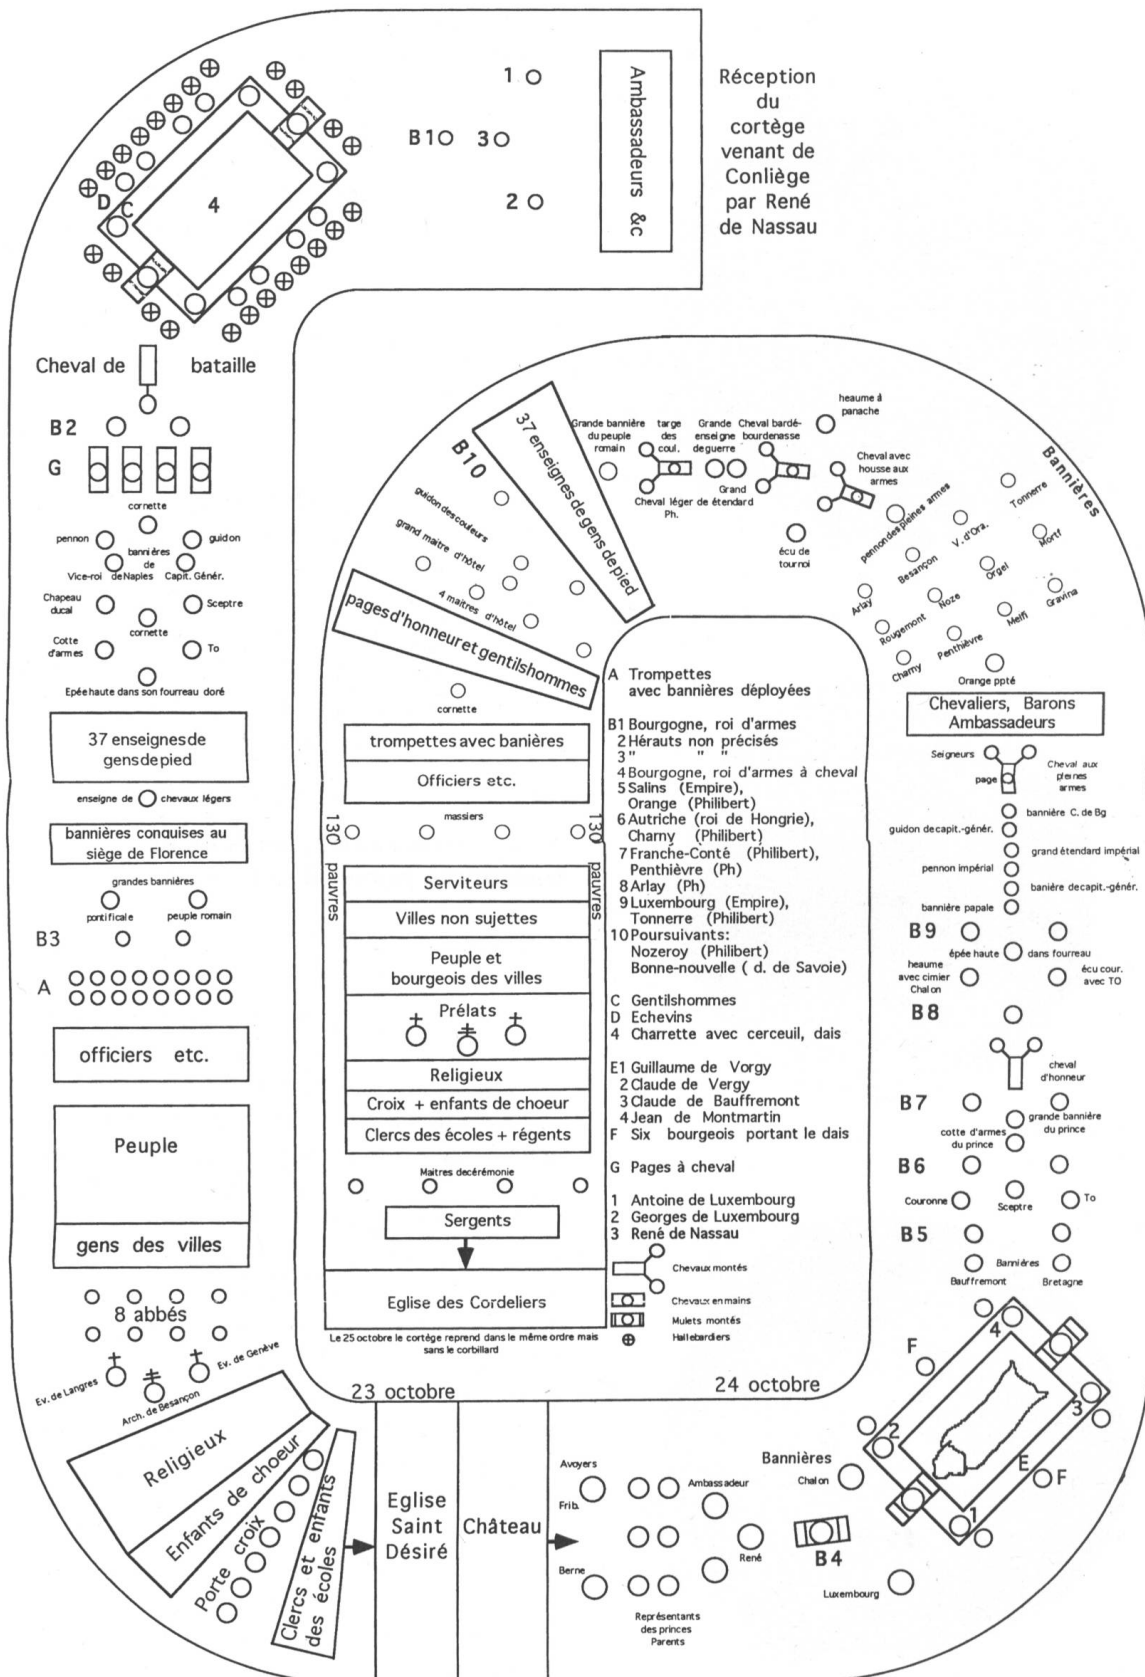 Réception
du
cortège
venant de
Conliège
par René
de Nassau
Ambassadeurs &c
1
B1 3
2
D
C
4
Cheval de bataille
B2
G
cornette
pennon
guidon
bannières
de
Vice-roi de Naples Capit. Génér.
Chapeau
ducal
Sceptre
cornette
Cotte
d'armes
To
Epée haute dans son fourreau doré
37 enseignes de
gens de pied
enseigne de chevaux légers
bannières conquises au
siège de Florence
grandes bannières
pontificale
peuple romain
B3
A
officiers etc.
Peuple
gens des villes
8 abbés
Ev. de Langres
Arch. de Besançon
Ev. de Genève
Religieux
Enfants de choeur
Porte croix
Clercs et enfants
des écoles
23 octobre
Eglise
Saint
Désiré
Château
24 octobre
Avoyers
Frib.
Berne
Ambassadeur
René
Représentants
des princes
Parents
Bannières
Chalon
B4
Luxembourg
4
F
3
2
E
F
1
Bannières
Bauffremont
Bretagne
B5
Couronne
Sceptre
To
B6
cotte d'armes
du prince
grande bannière
du prince
B7
cheval
d'honneur
B8
heaume
avec cimier
Chalon
écu cour.
avec TO
épée haute dans fourreau
B9
bannière papale
banière de capit.-génér.
pennon impérial
grand étendard impérial
guidon de capit.-génér.
bannière C. de Bg
Seigneurs
page
Cheval aux
pleines
armes
Chevaliers, Barons
Ambassadeurs
Orange ppté
Charny
Penthièvre
Melfi
Gravina
Rougemont
Noze
Orgel
Mortf
Arlay
Besançon
V. d'Ora.
Tonnerre
pennon des pleines armes
Bannières
Cheval avec
housse aux
armes
heaume à
panache
écu de
tournoi
Cheval bardé-
bourdenasse
Grande
enseigne
de guerre
Grand
étendard
targe
des
coul.
Cheval léger de
Ph.
Grande bannière
du peuple
romain
37 enseignes de gens de pied
B10
guidon des couleurs
grand maitre d'hôtel
4 maitres d'hôtel
pages d'honneur et gentilshommes
cornette
trompettes avec banières
Officiers etc.
massiers
130
pauvres
130
pauvres
Serviteurs
Villes non sujettes
Peuple et
bourgeois des villes
Prélats
Religieux
Croix + enfants de choeur
Clercs des écoles + régents
Maitres decérémonie
Sergents
Eglise des Cordeliers
Le 25 octobre le cortége reprend dans le même ordre mais
sans le corbillard
A Trompettes
avec bannières déployées
B1 Bourgogne, roi d'armes
2 Hérauts non précisés
3 " " "
4 Bourgogne, roi d'armes à cheval
5 Salins (Empire),
Orange (Philibert)
6 Autriche (roi de Hongrie),
Charny (Philibert)
7 Franche-Conté (Philibert),
Penthièvre (Ph)
8 Arlay (Ph)
9 Luxembourg (Empire),
Tonnerre (Philibert)
10 Poursuivants:
Nozeroy (Philibert)
Bonne-nouvelle ( d. de Savoie)
C Gentilshommes
D Echevins
4 Charrette avec cerceuil, dais
E1 Guillaume de Vorgy
2 Claude de Vergy
3 Claude de Bauffremont
4 Jean de Montmartin
F Six bourgeois portant le dais
G Pages à cheval
1 Antoine de Luxembourg
2 Georges de Luxembourg
3 René de Nassau
Chevaux montés
Chevaux en mains
Mulets montés
Hallebardiers